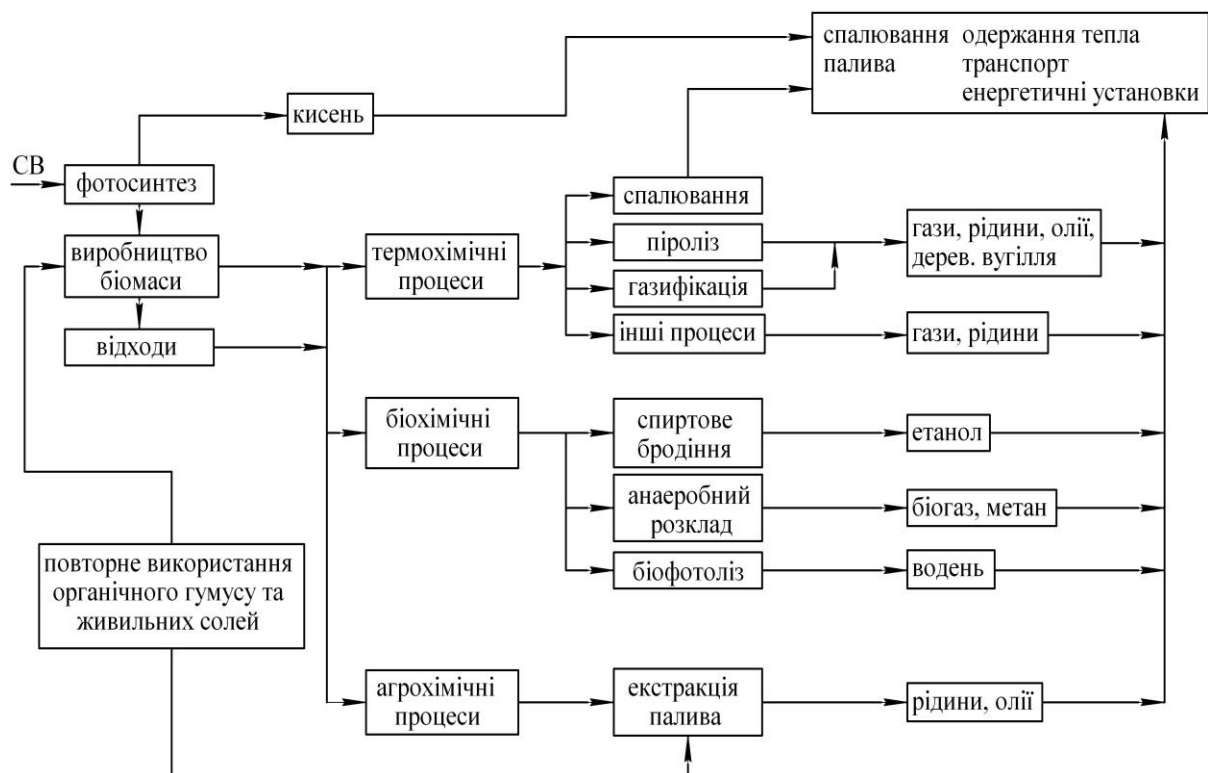 спалювання одержання тепла
палива транспорт
енергетичні установки
кисень
СВ
фотосинтез
спалювання
виробництво
біомаси
термохімічні
процеси
піроліз
гази, рідини, олії,
дерев. вугілля
газифікація
відходи
інші процеси
гази, рідини
біохімічні
процеси
спиртове
бродіння
етанол
анаеробний
розклад
біогаз, метан
повторне використання
органічного гумусу та
живильних солей
біофотоліз
водень
агрохімічні
процеси
екстракція
палива
рідини, олії